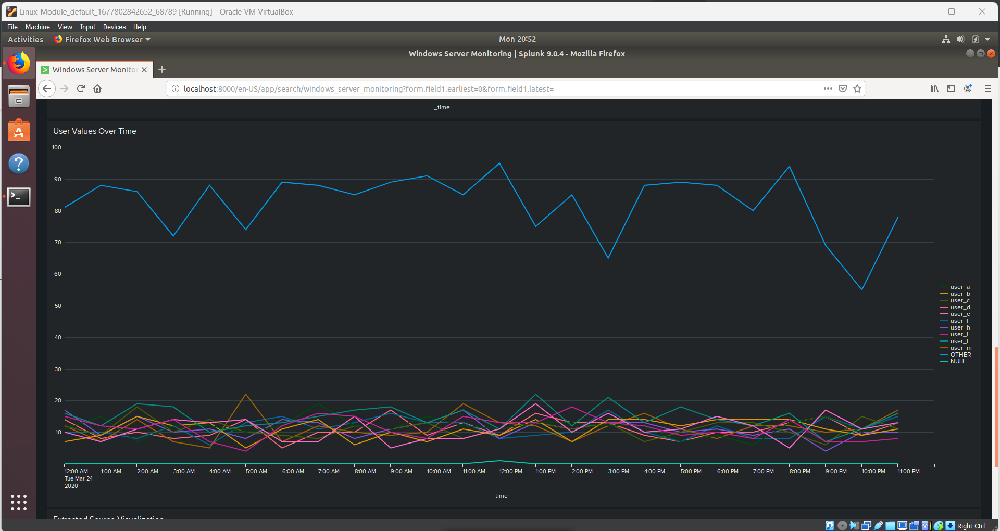 Linux-Module_default_1677802842652_68789 [Running] - Oracle VM VirtualBox
File Machine View Input Devices Help
Activities Firefox Web Browser Mon 20:52
Windows Server Monitoring | Splunk 9.0.4 - Mozilla Firefox
Windows Server Monitor
localhost:8000/en-US/app/search/windows_server_monitoring?form.field1.earliest=0&form.field1.latest=
_time
User Values Over Time
100
90
80
70
60
50
40
30
20
10
user_a
user_b
user_c
user_d
user_e
user_f
user_h
user_i
user_l
user_m
OTHER
NULL
12:00 AM 1:00 AM 2:00 AM 3:00 AM 4:00 AM 5:00 AM 6:00 AM 7:00 AM 8:00 AM 9:00 AM 10:00 AM 11:00 AM 12:00 PM 1:00 PM 2:00 PM 3:00 PM 4:00 PM 5:00 PM 6:00 PM 7:00 PM 8:00 PM 9:00 PM 10:00 PM 11:00 PM
Tue Mar 24
2020
_time
Extracted Source Visualization
Right Ctrl